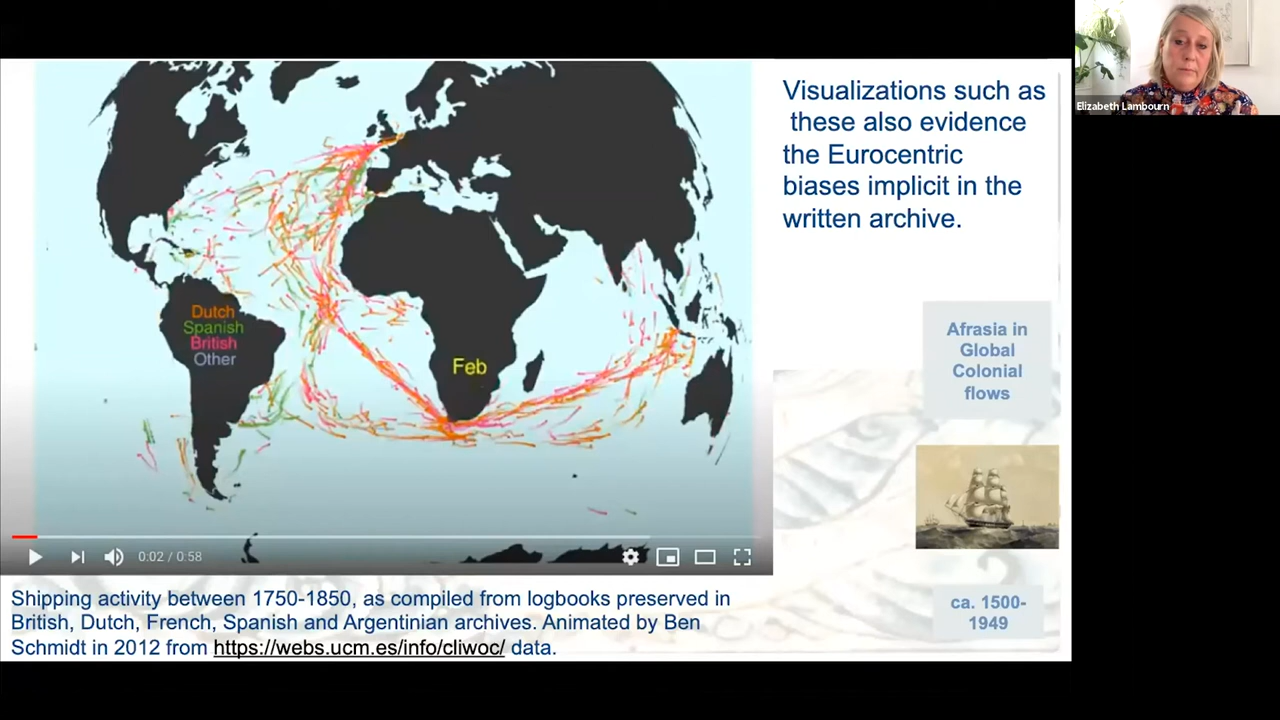 Visualizations such as
these also evidence
the Eurocentric
biases implicit in the
written archive.
Elizabeth Lambourn
Dutch
Spanish
British
Other
Feb
Afrasia in
Global
Colonial
flows
0:02 / 0:58
Shipping activity between 1750-1850, as compiled from logbooks preserved in
British, Dutch, French, Spanish and Argentinian archives. Animated by Ben
Schmidt in 2012 from https://webs.ucm.es/info/cliwoc/ data.
ca. 1500-
1949